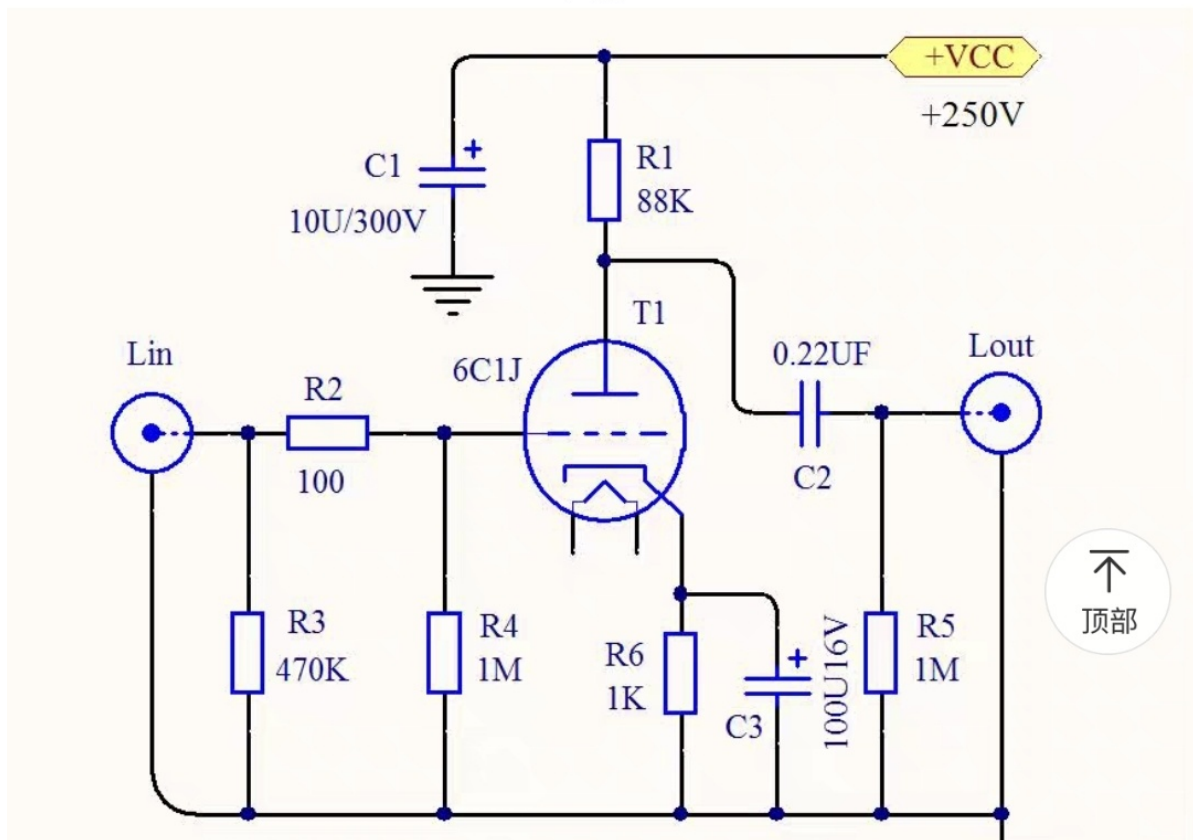 +VCC
+250V
C1
10U/300V
R1
88K
T1
6C1J
Lin
R2
100
0.22UF
C2
Lout
顶部
R3
470K
R4
1M
R6
1K
C3
100U16V
R5
1M